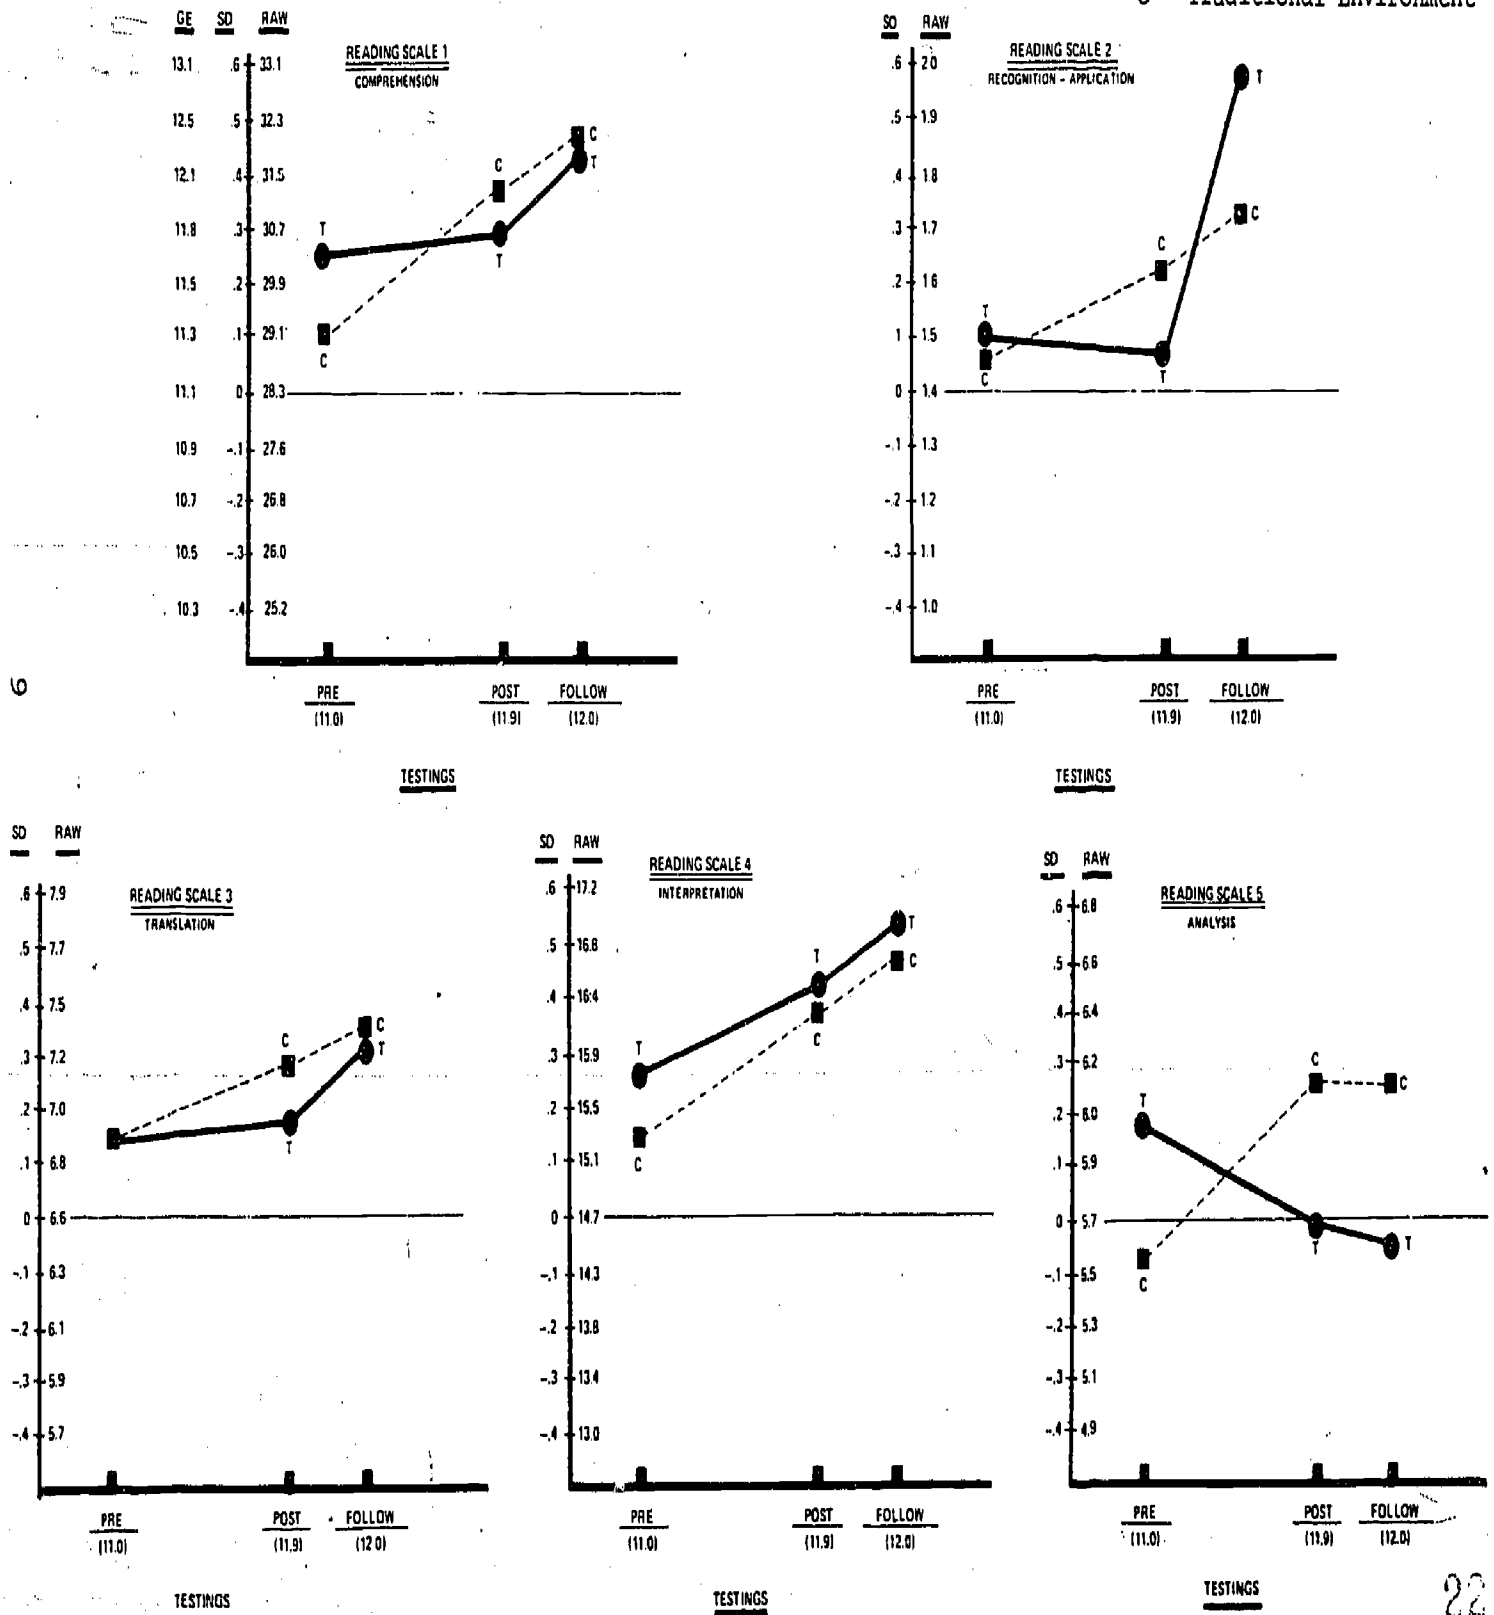 Traditional Environment
GE SD RAW
READING SCALE 1
COMPREHENSION
13.1 .6 33.1
12.5 .5 32.3
12.1 .4 31.5
11.8 .3 30.7
11.5 .2 29.9
11.3 .1 29.1
11.1 0 28.3
10.9 -.1 27.6
10.7 -.2 26.8
10.5 -.3 26.0
10.3 -.4 25.2
T
C
C
T
C
T
PRE POST FOLLOW
(11.0) (11.9) (12.0)
TESTINGS
SD RAW
READING SCALE 2
RECOGNITION - APPLICATION
.6 20
.5 1.9
.4 1.8
.3 1.7
.2 1.6
.1 1.5
0 1.4
-.1 1.3
-.2 1.2
-.3 1.1
-.4 1.0
T
C
C
T
T
C
PRE POST FOLLOW
(11.0) (11.9) (12.0)
TESTINGS
6
SD RAW
READING SCALE 3
TRANSLATION
.6 7.9
.5 7.7
.4 7.5
.3 7.2
.2 7.0
.1 6.8
0 6.6
-.1 6.3
-.2 6.1
-.3 5.9
-.4 5.7
C
T
C
T
PRE POST FOLLOW
(11.0) (11.9) (12.0)
TESTINGS
SD RAW
READING SCALE 4
INTERPRETATION
.6 17.2
.5 16.8
.4 16.4
.3 15.9
.2 15.5
.1 15.1
0 14.7
-.1 14.3
-.2 13.8
-.3 13.4
-.4 13.0
T
C
T
C
T
C
PRE POST FOLLOW
(11.0) (11.9) (12.0)
TESTINGS
SD RAW
READING SCALE 5
ANALYSIS
.6 6.8
.5 6.6
.4 6.4
.3 6.2
.2 6.0
.1 5.9
0 5.7
-.1 5.5
-.2 5.3
-.3 5.1
-.4 4.9
T
C
C
T
C
T
PRE POST FOLLOW
(11.0) (11.9) (12.0)
TESTINGS
22